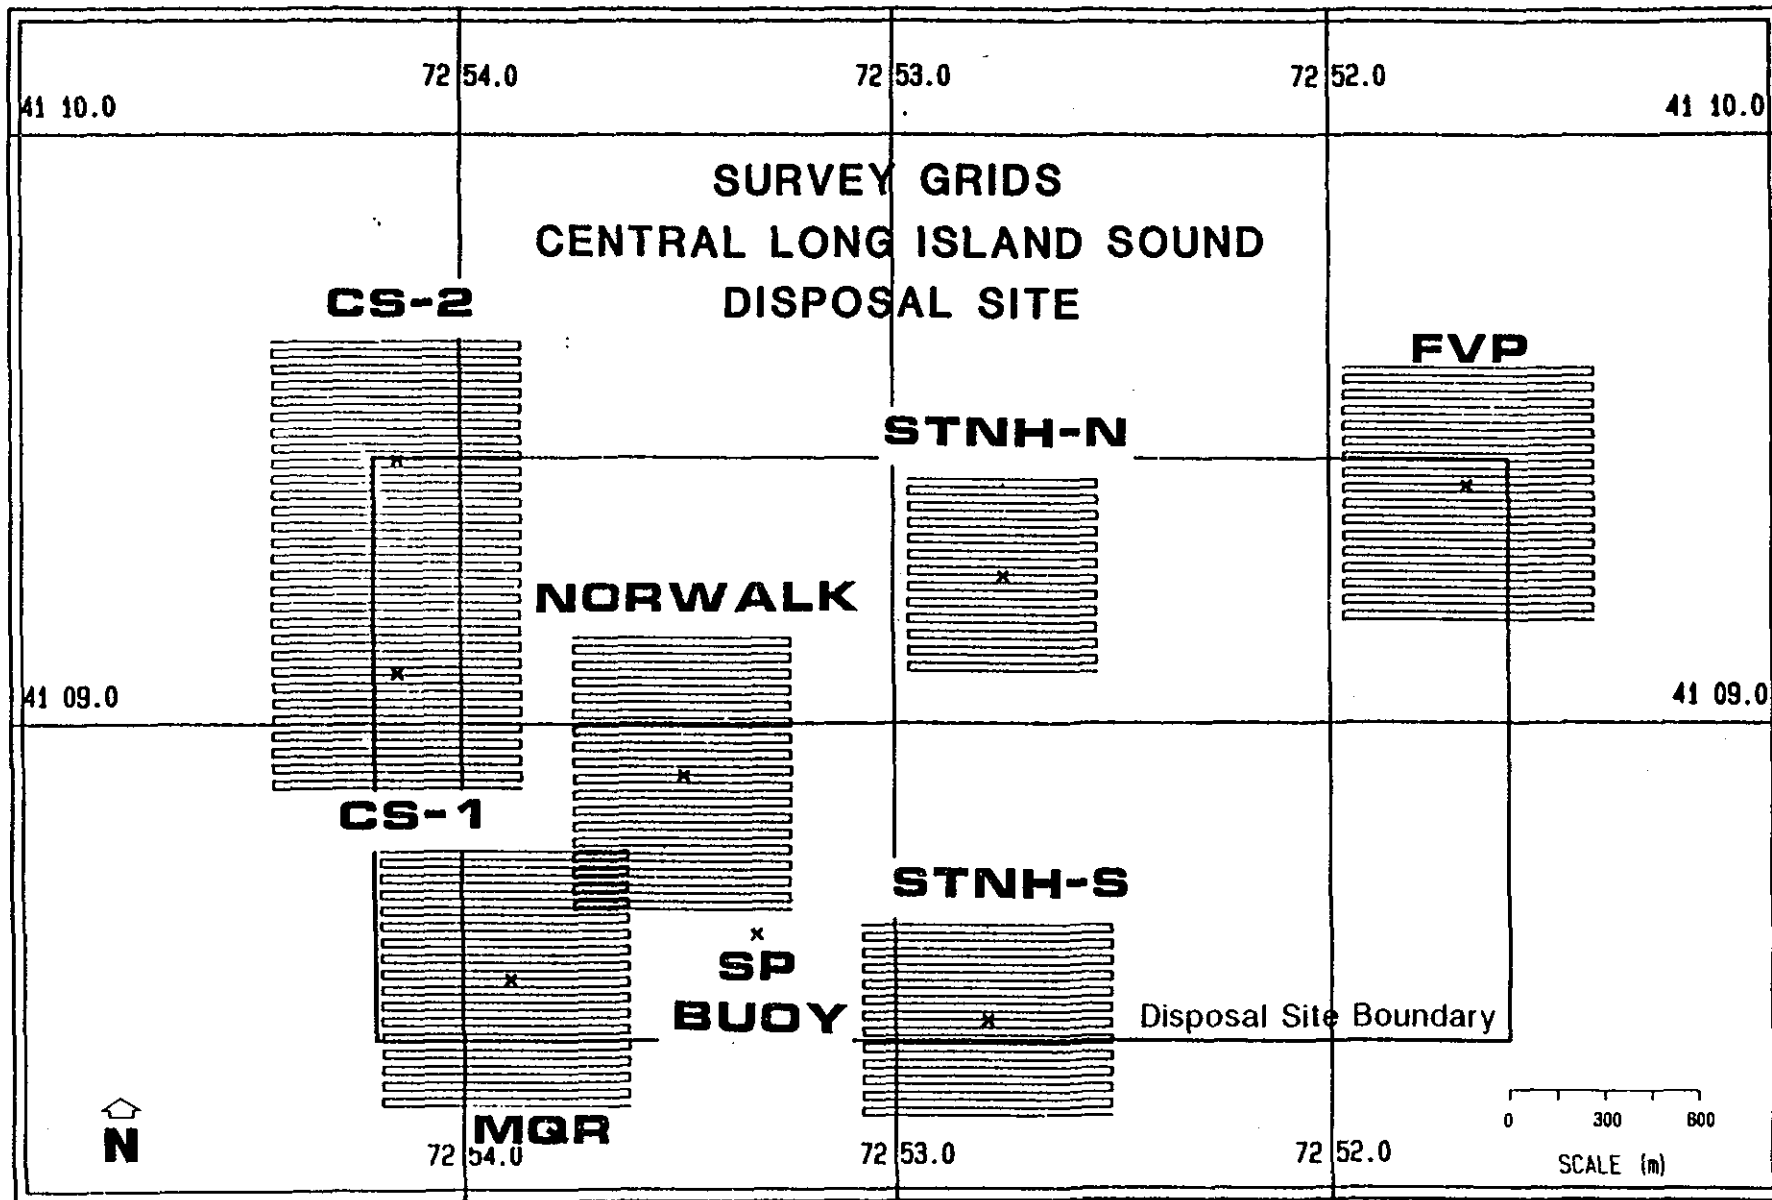 72 54.0
72 53.0
72 52.0
41 10.0
41 10.0
SURVEY GRIDS
CENTRAL LONG ISLAND SOUND
DISPOSAL SITE
CS-2
FVP
STNH-N
NORWALK
41 09.0
41 09.0
CS-1
STNH-S
SP
BUOY
Disposal Site Boundary
MQR
N
0 300 600
SCALE (m)
72 54.0
72 53.0
72 52.0